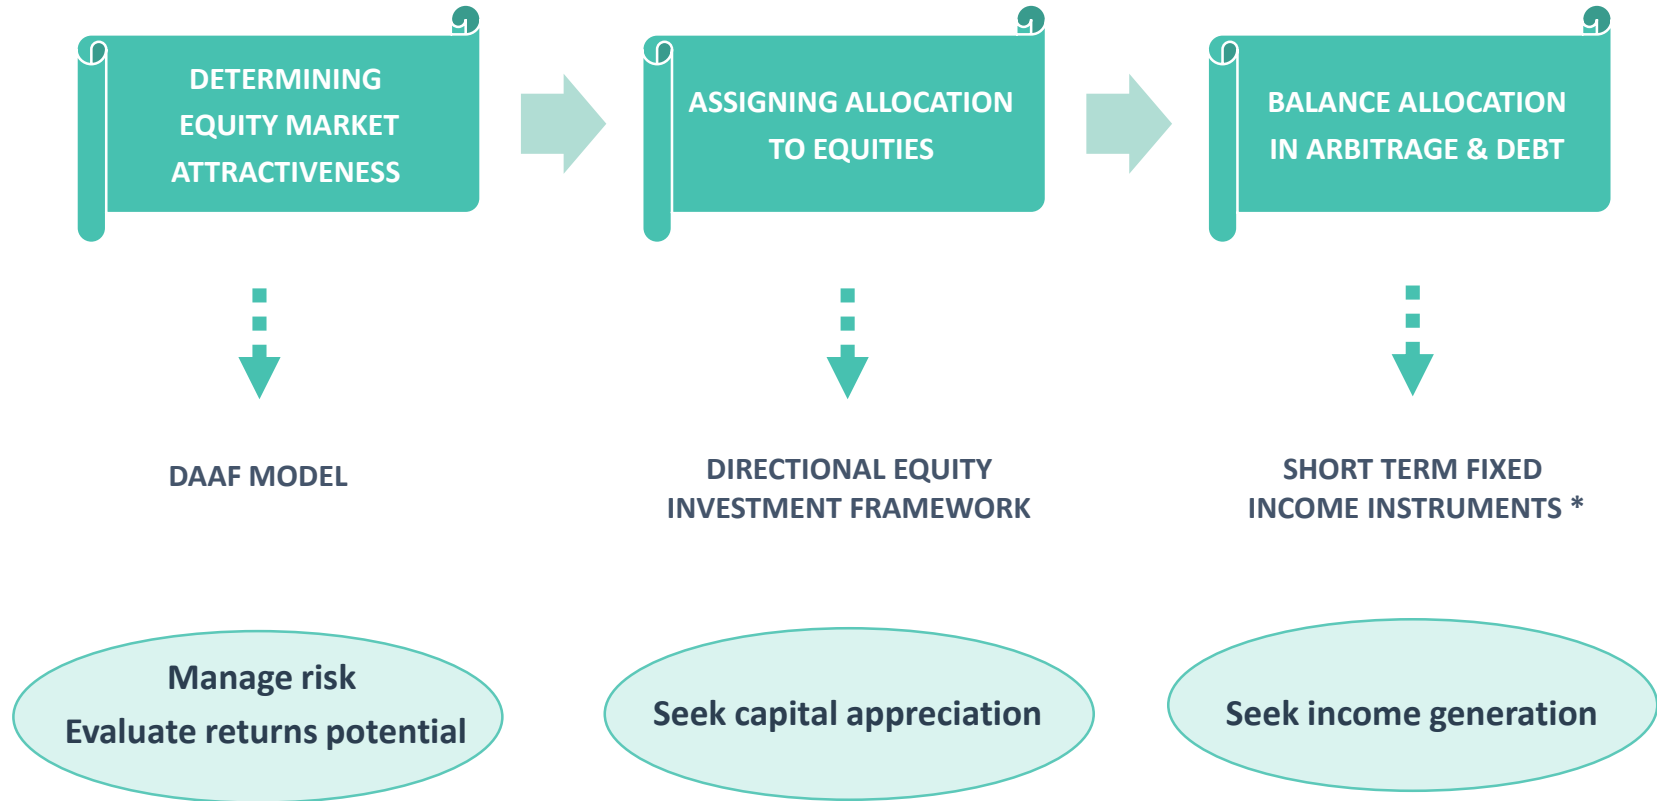 DETERMINING
EQUITY MARKET
ATTRACTIVENESS
ASSIGNING ALLOCATION
TO EQUITIES
BALANCE ALLOCATION
IN ARBITRAGE & DEBT
DAAF MODEL
DIRECTIONAL EQUITY
INVESTMENT FRAMEWORK
SHORT TERM FIXED
INCOME INSTRUMENTS *
Manage risk
Evaluate returns potential
Seek capital appreciation
Seek income generation